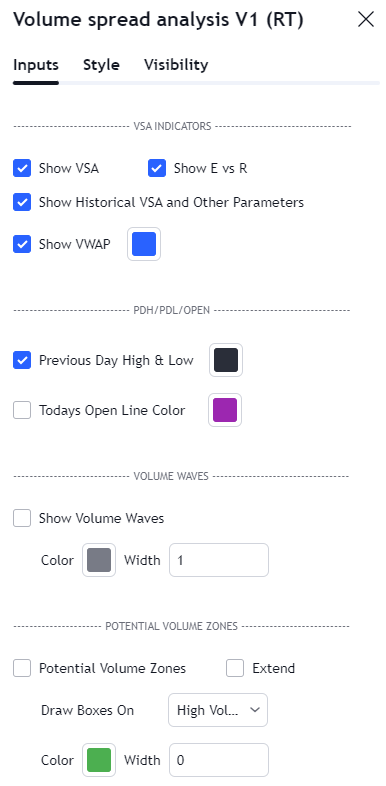 Volume spread analysis V1 (RT)
Inputs Style Visibility
VSA INDICATORS
Show VSA Show E vs R
Show Historical VSA and Other Parameters
Show VWAP
PDH/PDL/OPEN
Previous Day High & Low
Todays Open Line Color
VOLUME WAVES
Show Volume Waves
Color Width 1
POTENTIAL VOLUME ZONES
Potential Volume Zones Extend
Draw Boxes On High Vol...
Color Width 0